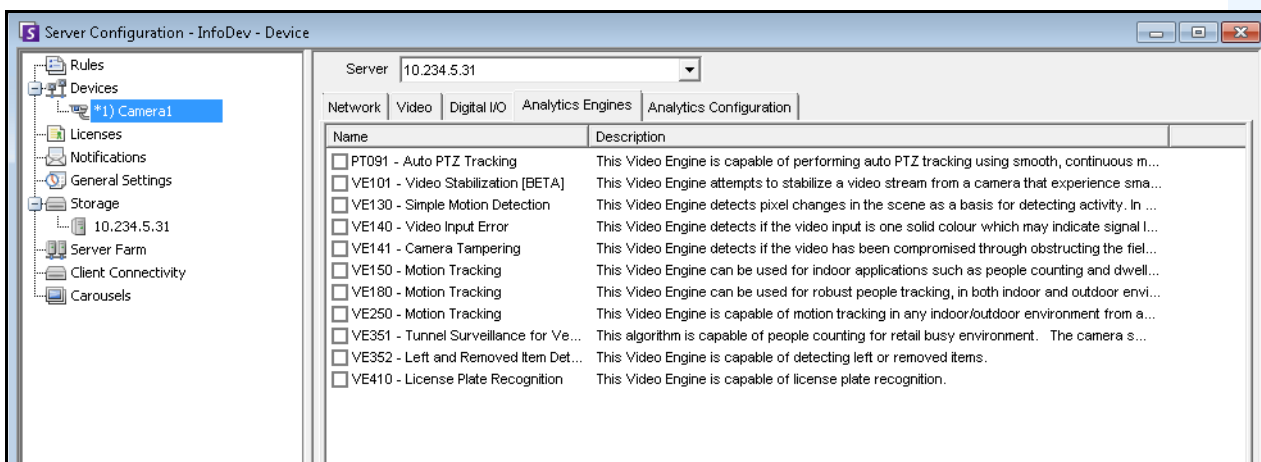 Server Configuration - InfoDev - Device
Rules
Devices
*1) Camera1
Licenses
Notifications
General Settings
Storage
10.234.5.31
Server Farm
Client Connectivity
Carousels
Server 10.234.5.31
Network Video Digital I/O Analytics Engines Analytics Configuration
Name Description
PT091 - Auto PTZ Tracking This Video Engine is capable of performing auto PTZ tracking using smooth, continuous m...
VE101 - Video Stabilization [BETA] This Video Engine attempts to stabilize a video stream from a camera that experience sma...
VE130 - Simple Motion Detection This Video Engine detects pixel changes in the scene as a basis for detecting activity. In ...
VE140 - Video Input Error This Video Engine detects if the video input is one solid colour which may indicate signal l...
VE141 - Camera Tampering This Video Engine detects if the video has been compromised through obstructing the fiel...
VE150 - Motion Tracking This Video Engine can be used for indoor applications such as people counting and dwell...
VE180 - Motion Tracking This Video Engine can be used for robust people tracking, in both indoor and outdoor envi...
VE250 - Motion Tracking This Video Engine is capable of motion tracking in any indoor/outdoor environment from a...
VE351 - Tunnel Surveillance for Ve... This algorithm is capable of people counting for retail busy environment. The camera s...
VE352 - Left and Removed Item Det... This Video Engine is capable of detecting left or removed items.
VE410 - License Plate Recognition This Video Engine is capable of license plate recognition.